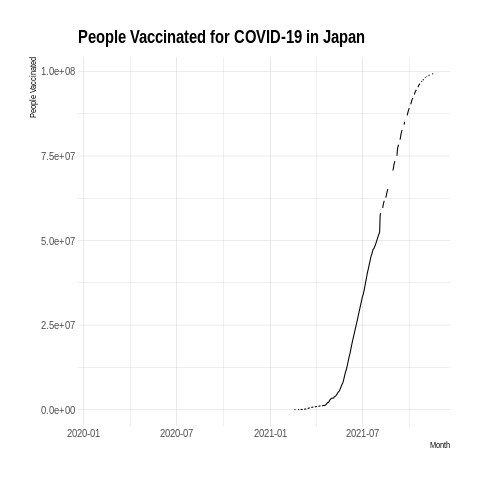 People Vaccinated for COVID-19 in Japan
People Vaccinated
1.0e+08
7.5e+07
5.0e+07
2.5e+07
0.0e+00
2020-01 2020-07 2021-01 2021-07
Month